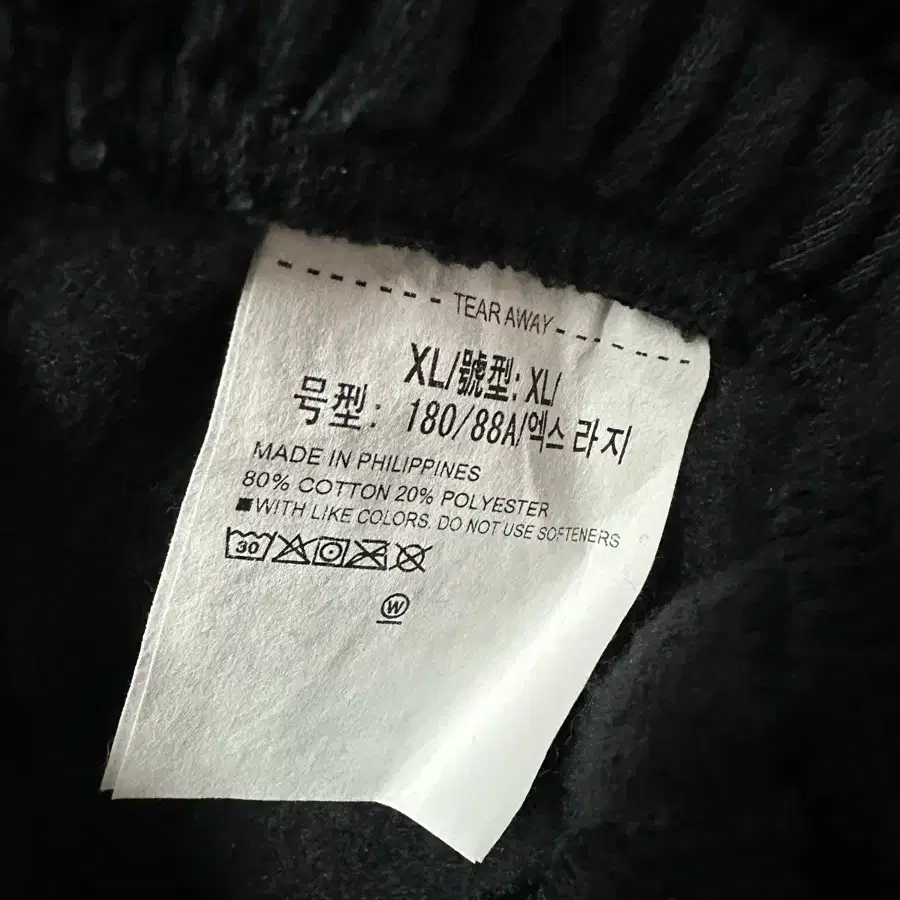 TEAR AWAY
XL/號型: XL/
号型: 180/88A/엑스 라지
MADE IN PHILIPPINES
80% COTTON 20% POLYESTER
■WITH LIKE COLORS. DO NOT USE SOFTENERS
30
W